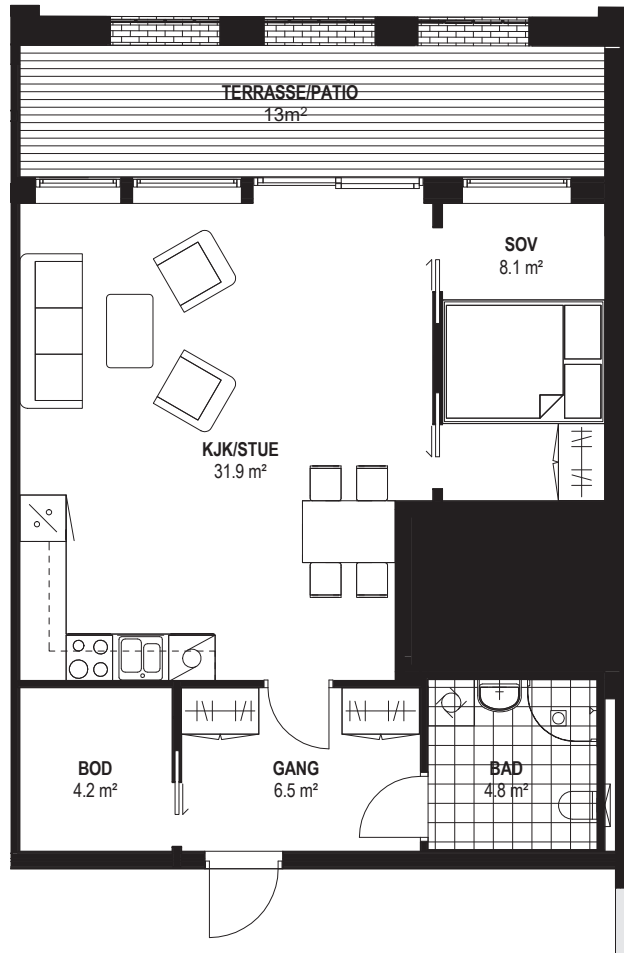 TERRASSE/PATIO
13m²
SOV
8.1 m²
KJK/STUE
31.9 m²
BOD
4.2 m²
GANG
6.5 m²
BAD
4.8 m²